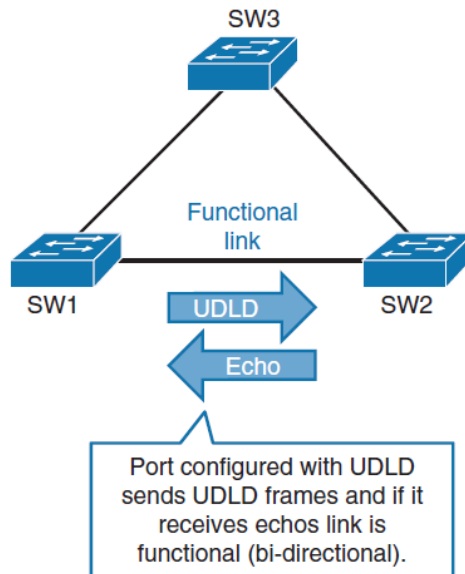 SW3
Functional
link
SW1
SW2
UDLD
Echo
Port configured with UDLD
sends UDLD frames and if it
receives echos link is
functional (bi-directional).